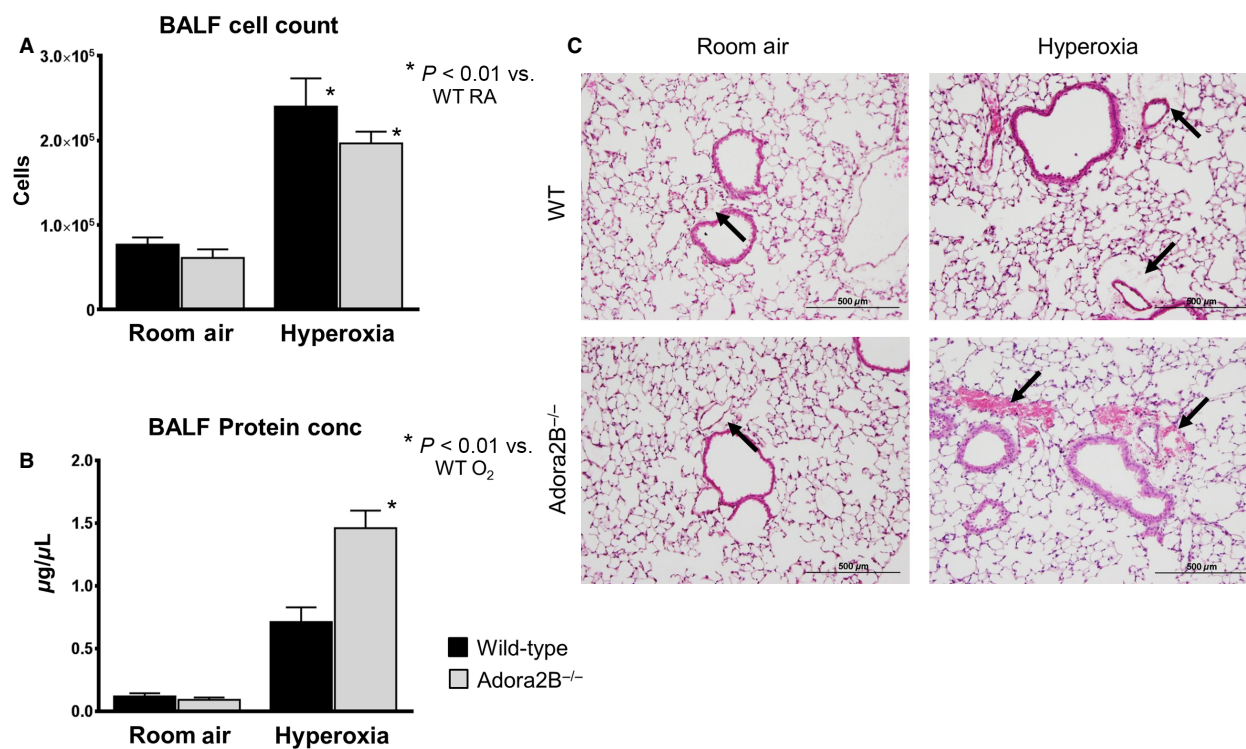 A
BALF cell count
3.0×10⁵
2.0×10⁵
1.0×10⁵
0
Cells
* P < 0.01 vs.
WT RA
*
*
Room air
Hyperoxia
B
BALF Protein conc
2.0
1.5
1.0
0.5
0.0
µg/µL
* P < 0.01 vs.
WT O₂
*
Room air
Hyperoxia
Wild-type
Adora2B⁻/⁻
C
Room air
Hyperoxia
WT
500 µm
500 µm
Adora2B⁻/⁻
500 µm
500 µm